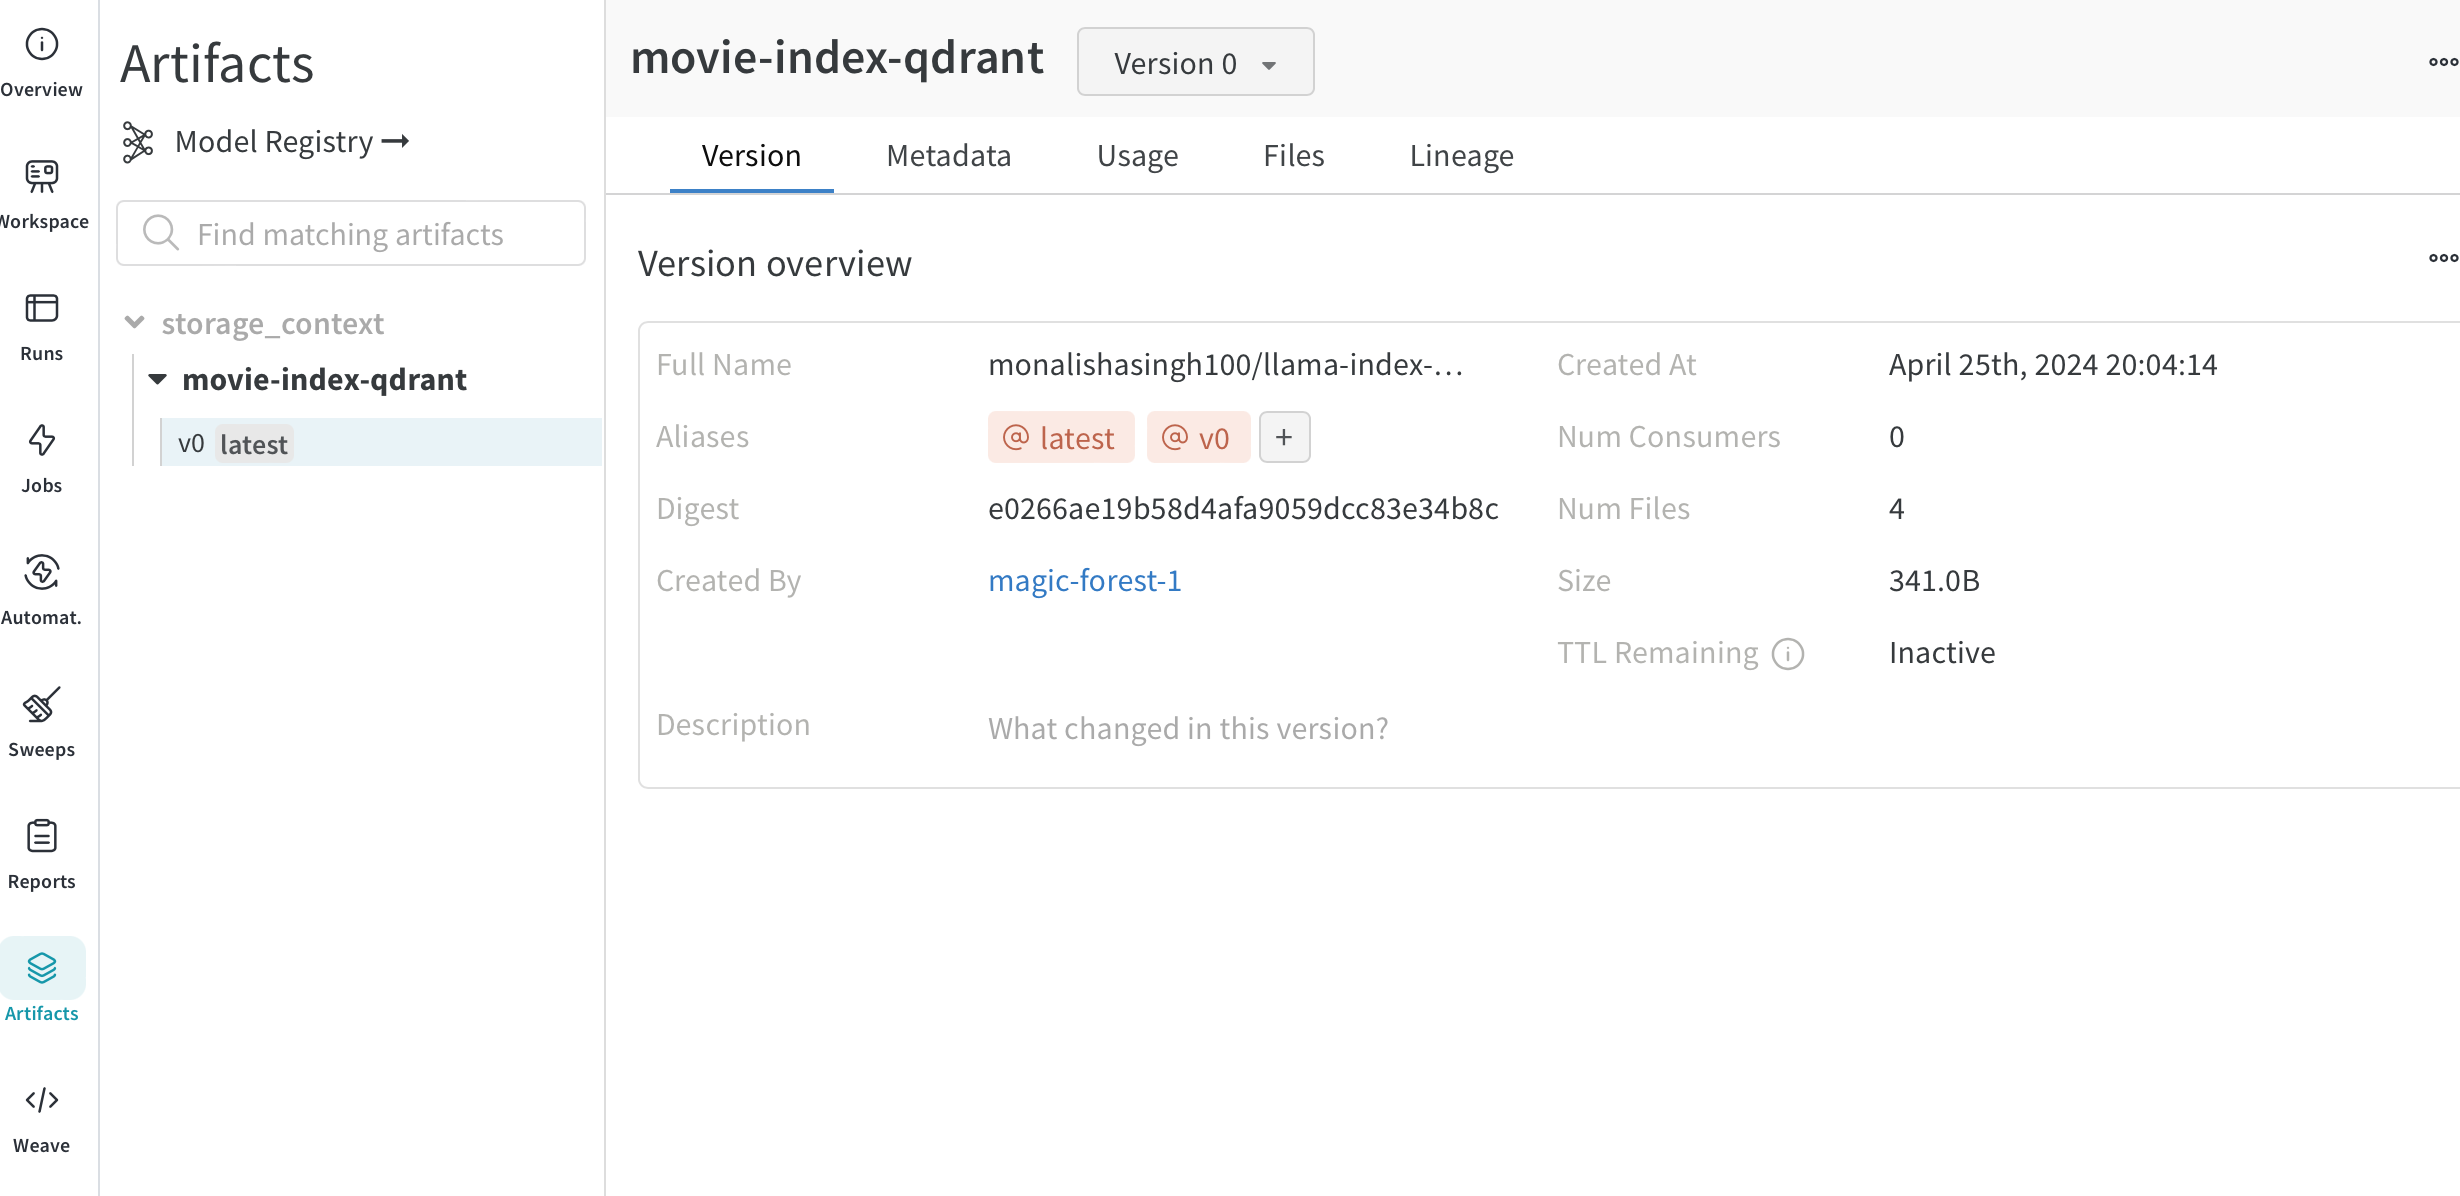 Overview
Workspace
Runs
Jobs
Automat.
Sweeps
Reports
Artifacts
Weave
Artifacts
Model Registry
Find matching artifacts
storage_context
movie-index-qdrant
v0 latest
movie-index-qdrant Version 0
Version Metadata Usage Files Lineage
Version overview
Full Name monalishasingh100/llama-index-... Created At April 25th, 2024 20:04:14
Aliases @ latest @ v0 + Num Consumers 0
Digest e0266ae19b58d4afa9059dcc83e34b8c Num Files 4
Created By magic-forest-1 Size 341.0B
TTL Remaining Inactive
Description What changed in this version?